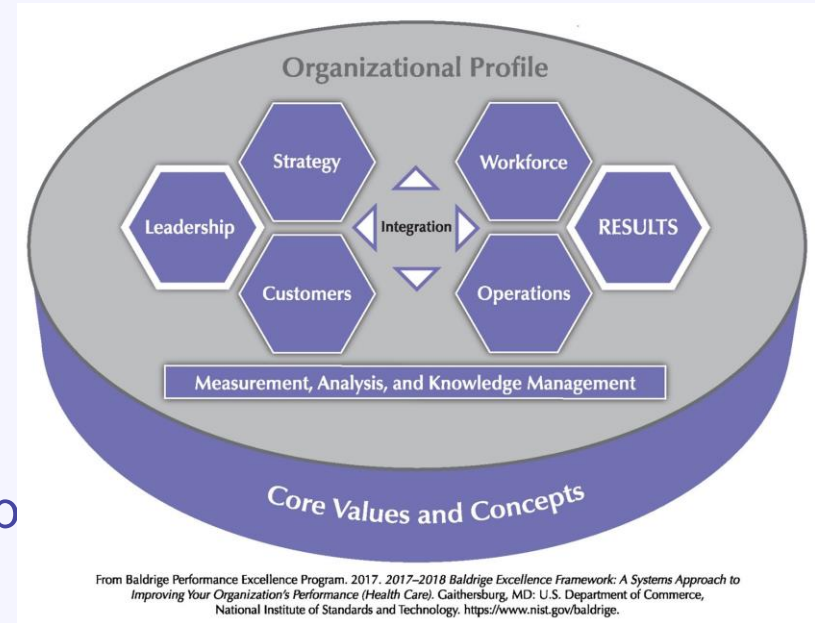 Organizational Profile
Strategy
Workforce
Leadership
Integration
RESULTS
Customers
Operations
Measurement, Analysis, and Knowledge Management
Core Values and Concepts
From Baldrige Performance Excellence Program. 2017. 2017–2018 Baldrige Excellence Framework: A Systems Approach to
Improving Your Organization's Performance (Health Care). Gaithersburg, MD: U.S. Department of Commerce,
National Institute of Standards and Technology. https://www.nist.gov/baldrige.